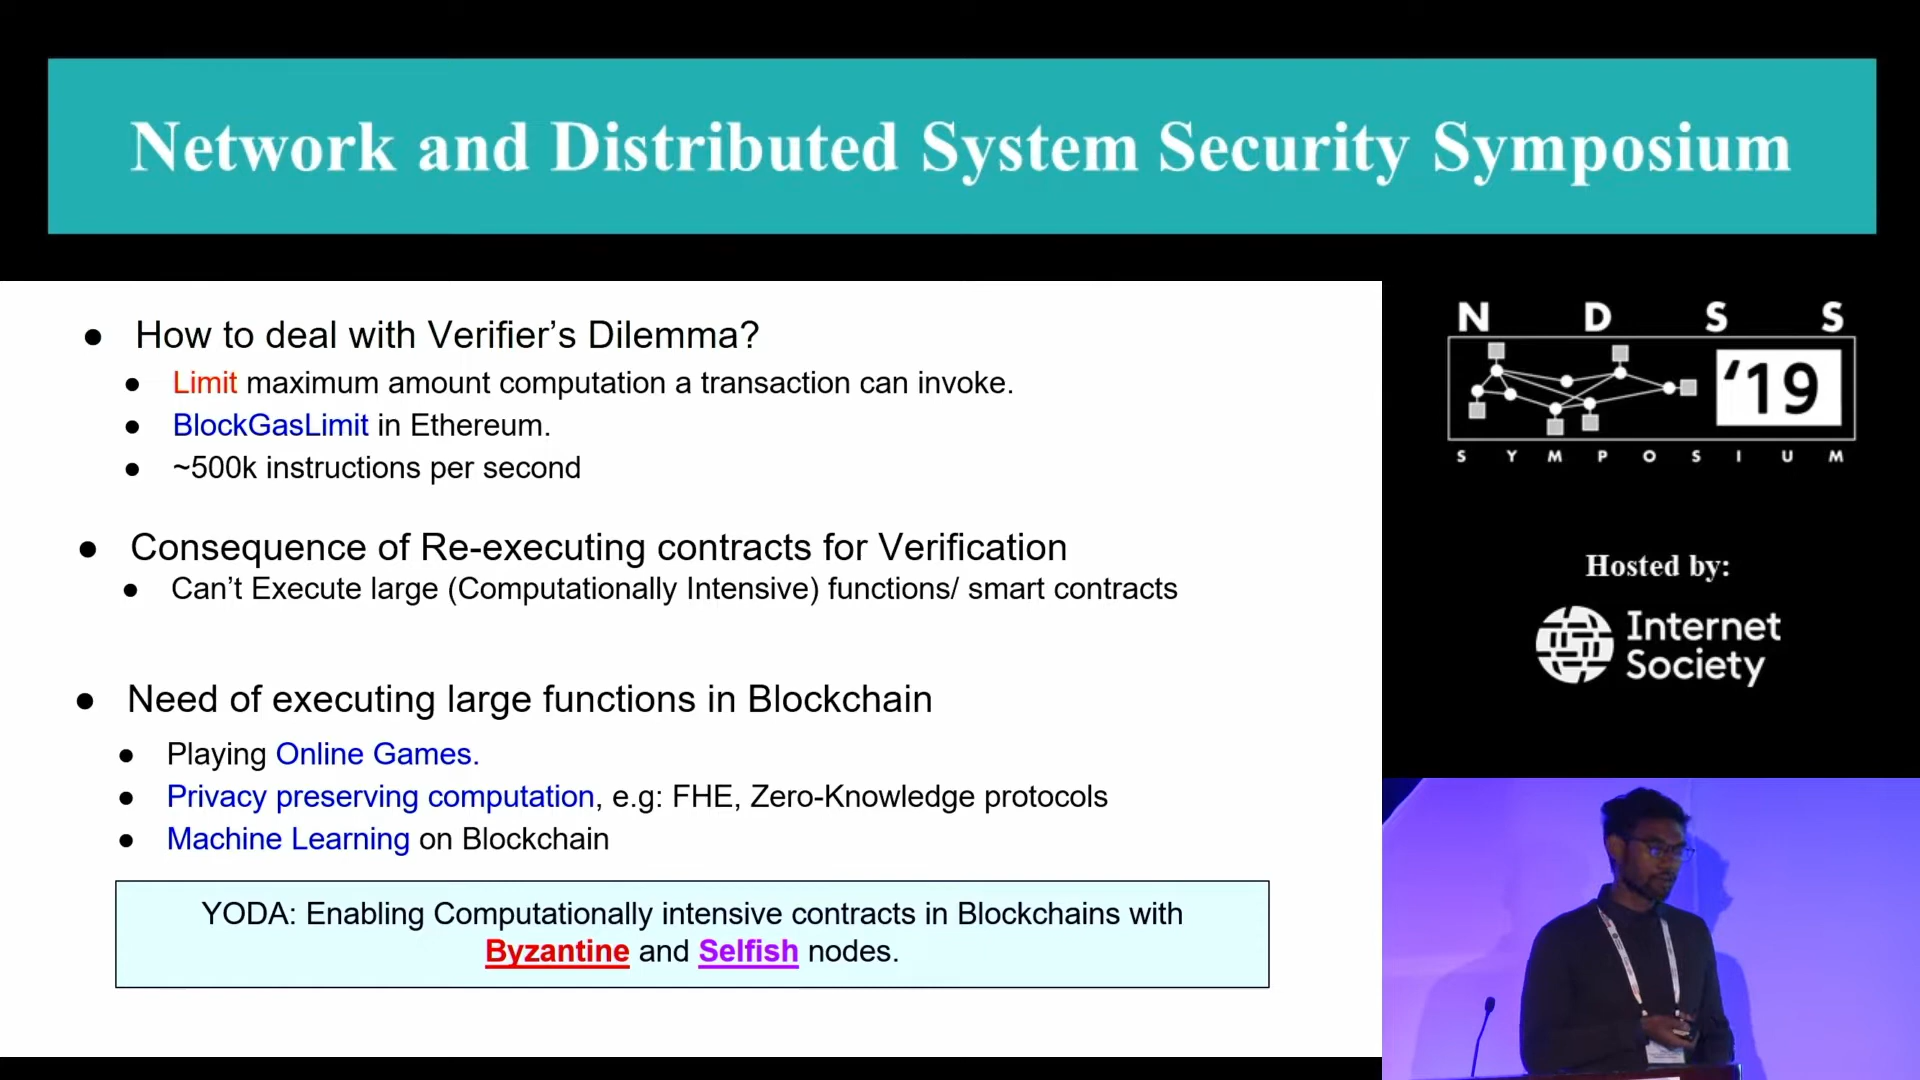 Network and Distributed System Security Symposium
● How to deal with Verifier’s Dilemma?
● Limit maximum amount computation a transaction can invoke.
● BlockGasLimit in Ethereum.
● ~500k instructions per second
● Consequence of Re-executing contracts for Verification
● Can’t Execute large (Computationally Intensive) functions/ smart contracts
● Need of executing large functions in Blockchain
● Playing Online Games.
● Privacy preserving computation, e.g: FHE, Zero-Knowledge protocols
● Machine Learning on Blockchain
YODA: Enabling Computationally intensive contracts in Blockchains with
Byzantine and Selfish nodes.
N D S S
‘19
S Y M P O S I U M
Hosted by:
Internet
Society